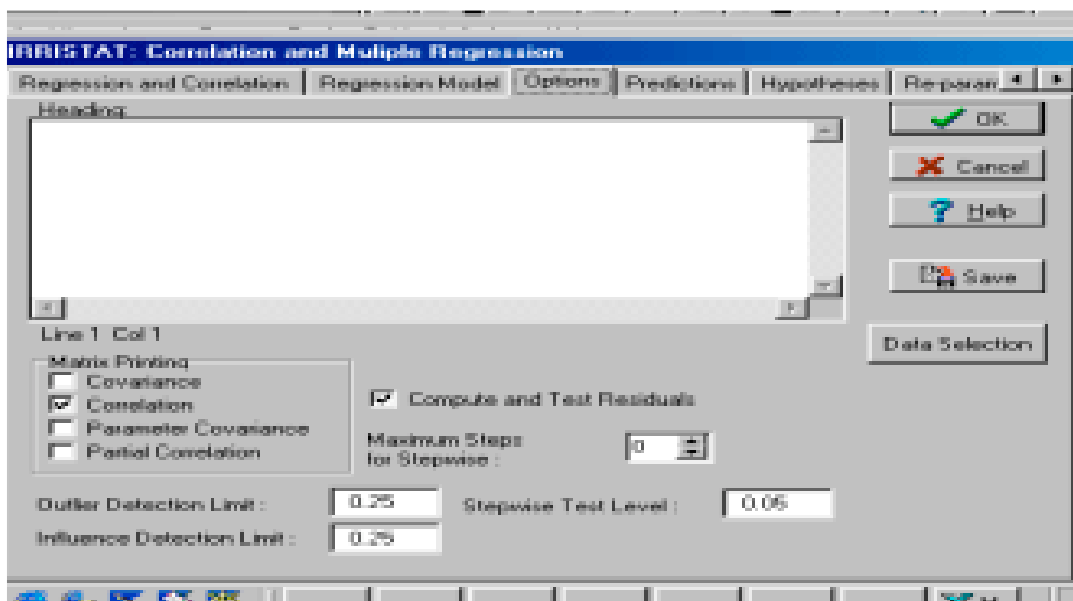 IRRISTAT: Correlation and Muliple Regression
Regression and Correlation
Regression Model
Options
Predictions
Hypotheses
Re-param
Heading:
OK
Cancel
Help
Save
Data Selection
Line 1 Col 1
Matrix Printing
Covariance
Correlation
Parameter Covariance
Partial Correlation
Compute and Test Residuals
Maximum Steps
for Stepwise :
0
Outlier Detection Limit :
0.25
Stepwise Test Level :
0.05
Influence Detection Limit :
0.25